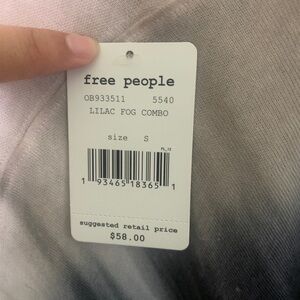 free people
OB933511 5540
LILAC FOG COMBO
size S
1 93465 18365 1
suggested retail price
$58.00